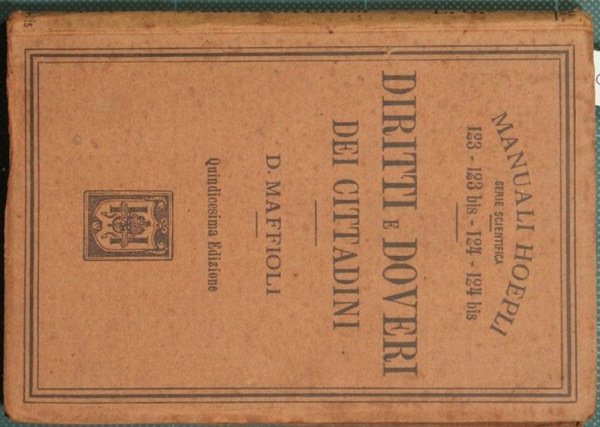 MANUALI HOEPLI
SERIE SCIENTIFICA
123 - 123 bis - 124 - 124 bis
DIRITTI E DOVERI
DEI CITTADINI
D. MAFFIOLI
Quindicesima Edizione